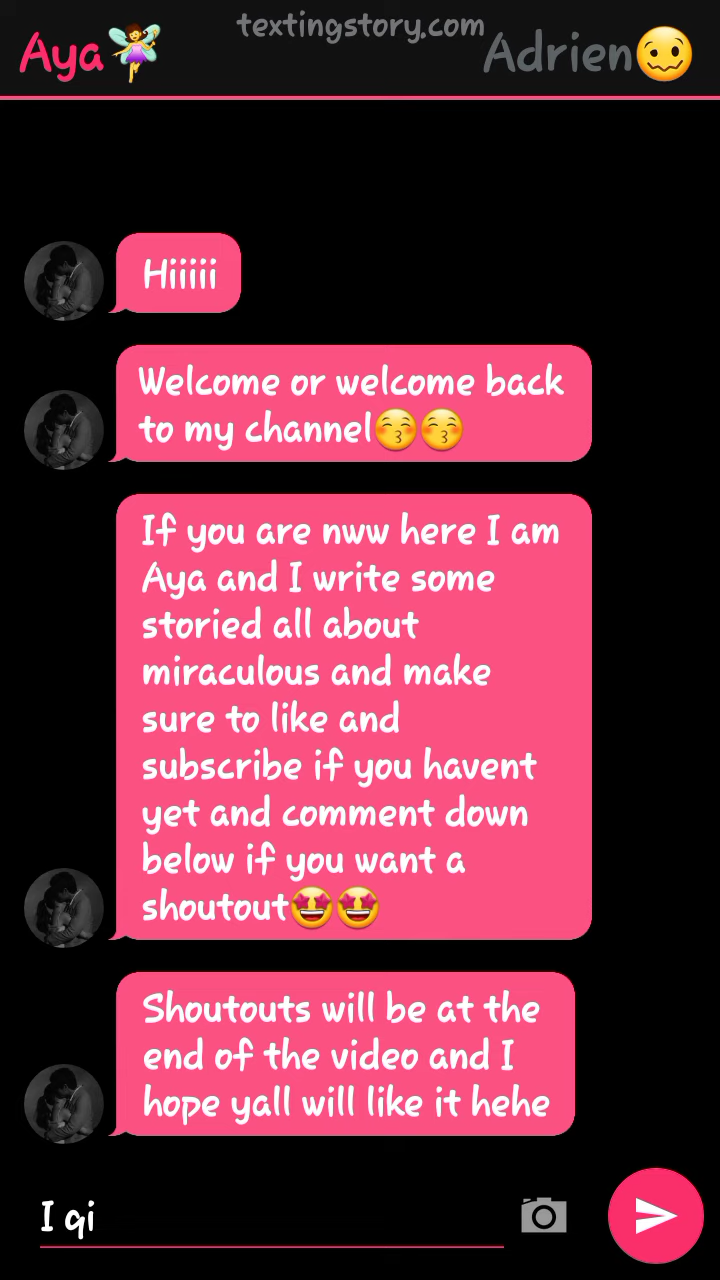 textingstory.com
Aya🧚‍♀️ Adrien🥴
Hiiiii
Welcome or welcome back
to my channel😚😚
If you are nww here I am
Aya and I write some
storied all about
miraculous and make
sure to like and
subscribe if you havent
yet and comment down
below if you want a
shoutout🤩🤩
Shoutouts will be at the
end of the video and I
hope yall will like it hehe
I qi